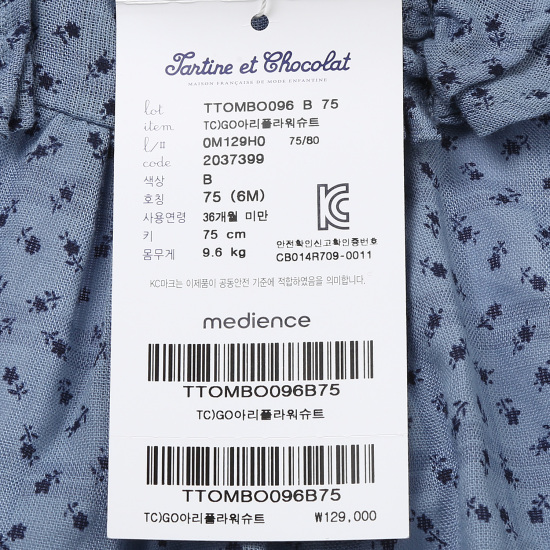 Tartine et Chocolat
MAISON FRANÇAISE DE MODE ENFANTINE
lot TTOMBO096 B 75
item TC)GO아리플라워슈트
l/II 0M129H0 75/80
code 2037399
색상 B
호칭 75 (6M)
사용연령 36개월 미만
키 75 cm
몸무게 9.6 kg
안전확인신고확인증번호
CB014R709-0011
KC마크는 이제품이 공동안전 기준에 적합하였음을 의미합니다.
medience
TTOMBO096B75
TC)GO아리플라워슈트
TTOMBO096B75
TC)GO아리플라워슈트 ₩129,000